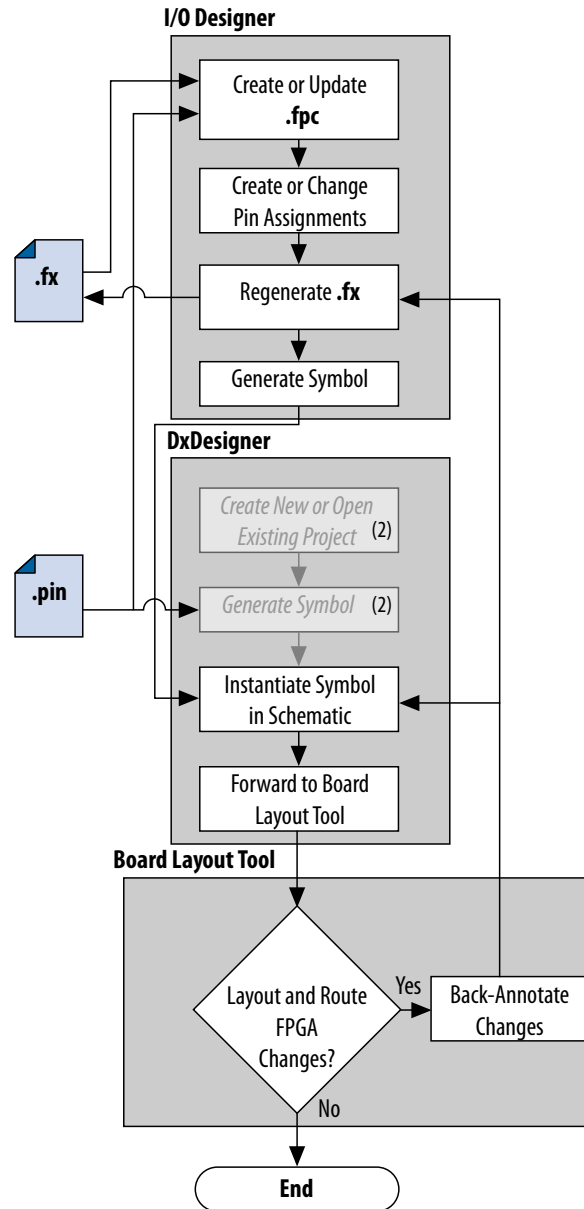 I/O Designer
Create or Update
.fpc
Create or Change
Pin Assignments
.fx
Regenerate .fx
Generate Symbol
DxDesigner
Create New or Open
Existing Project (2)
.pin
Generate Symbol (2)
Instantiate Symbol
in Schematic
Forward to Board
Layout Tool
Board Layout Tool
Layout and Route
FPGA
Changes?
Yes
Back-Annotate
Changes
No
End